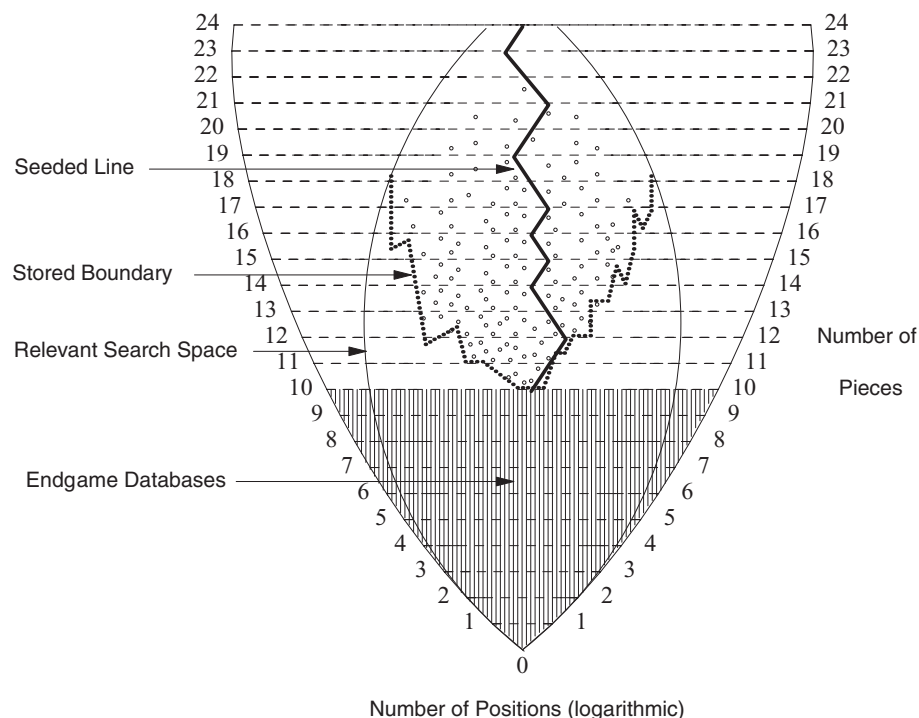 24 24
23 23
22 22
21 21
20 20
Seeded Line 19 19
18 18
17 17
16 16
Stored Boundary 15 15
14 14
13 13
12 12 Number of
Relevant Search Space 11 11
10 10 Pieces
9 9
8 8
7 7
Endgame Databases 6 6
5 5
4 4
3 3
2 2
1 1
0
Number of Positions (logarithmic)